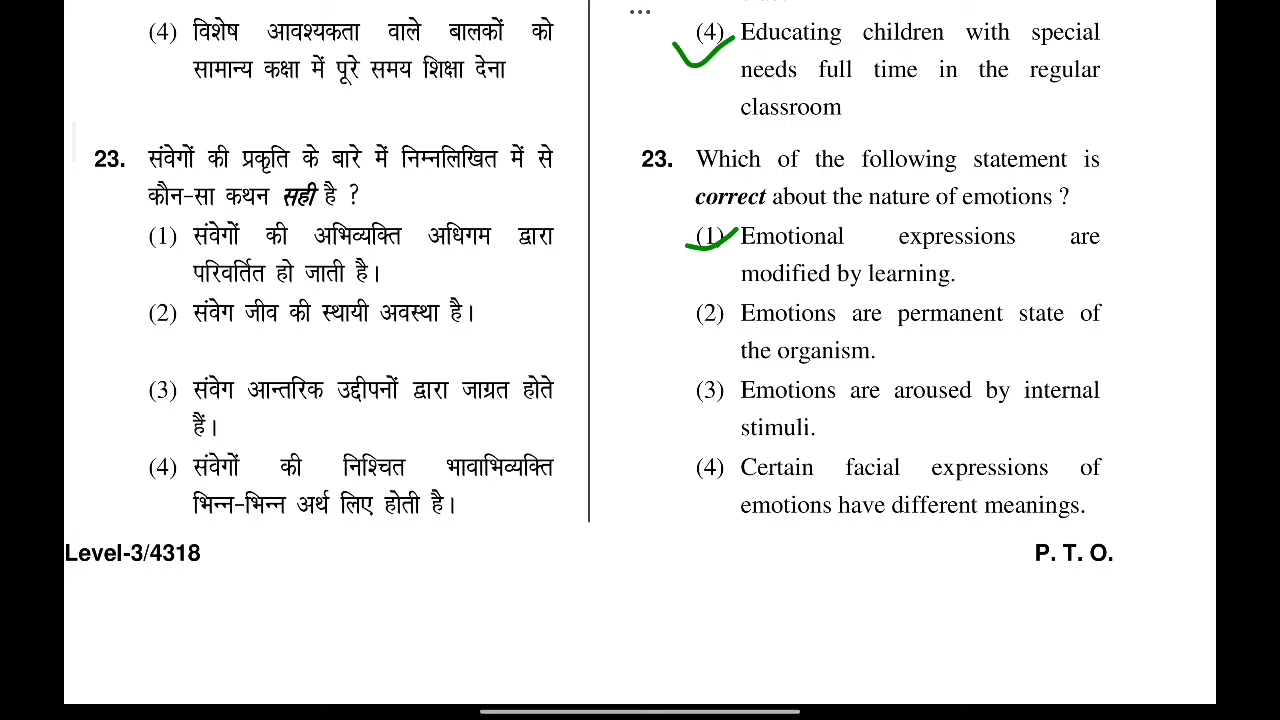 (4) विशेष आवश्यकता वाले बालकों को
सामान्य कक्षा में पूरे समय शिक्षा देना
23. संवेगों की प्रकृति के बारे में निम्नलिखित में से
कौन-सा कथन सही है ?
(1) संवेगों की अभिव्यक्ति अधिगम द्वारा
परिवर्तित हो जाती है।
(2) संवेग जीव की स्थायी अवस्था है।
(3) संवेग आन्तरिक उद्दीपनों द्वारा जाग्रत होते
हैं।
(4) संवेगों की निश्चित भावाभिव्यक्ति
भिन्न-भिन्न अर्थ लिए होती है।
(4) Educating children with special
needs full time in the regular
classroom
23. Which of the following statement is
correct about the nature of emotions ?
(1) Emotional expressions are
modified by learning.
(2) Emotions are permanent state of
the organism.
(3) Emotions are aroused by internal
stimuli.
(4) Certain facial expressions of
emotions have different meanings.
Level-3/4318
P. T. O.